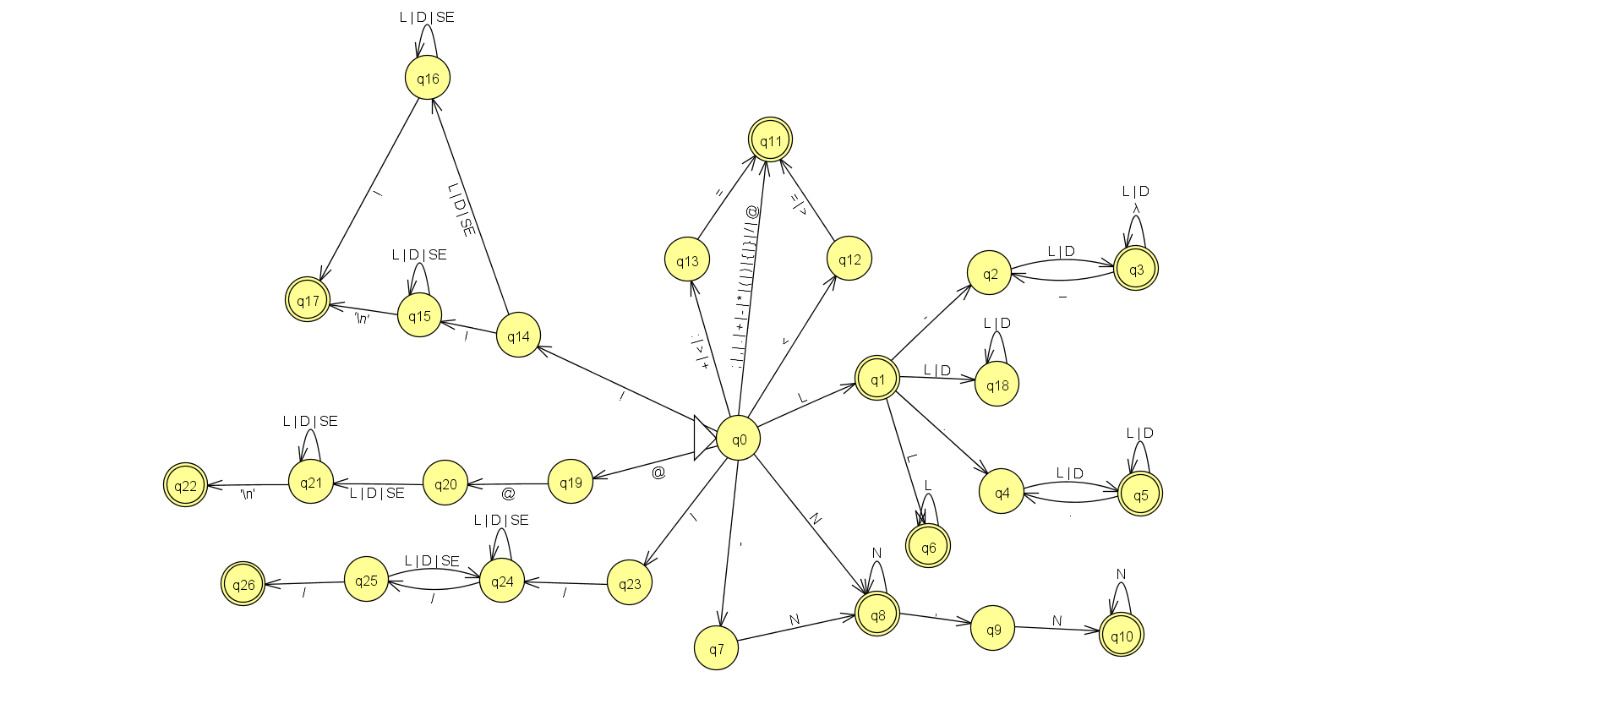 L|D|SE
q16
q11
!
=
=|>
L|D|SE
L|D
λ
q3
q13
q12
L|D
q2
_
L|D|SE
q17
q15
'\n'
!
q14
L|D
<
q1
L|D
q18
!
L
L
.
q0
L|D|SE
L|D
q22
q21
q20
q19
@
@
'\n'
L|D|SE
L|D
q4
q5
.
L
q6
L|D|SE
N
L|D|SE
q26
q25
q24
q23
/
/
/
N
N
q8
q9
N
q10
N
q7